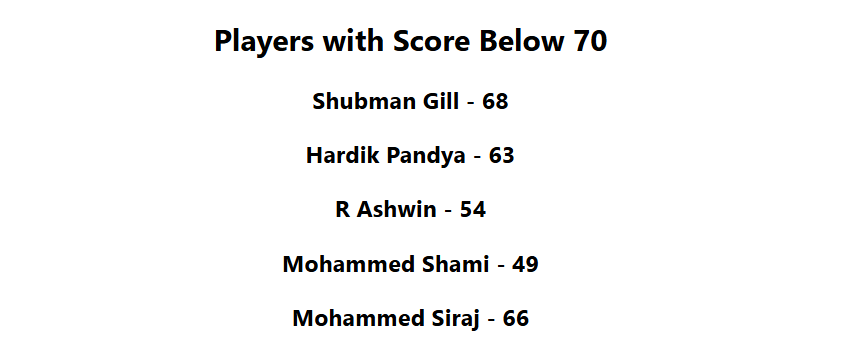 Players with Score Below 70
Shubman Gill - 68
Hardik Pandya - 63
R Ashwin - 54
Mohammed Shami - 49
Mohammed Siraj - 66